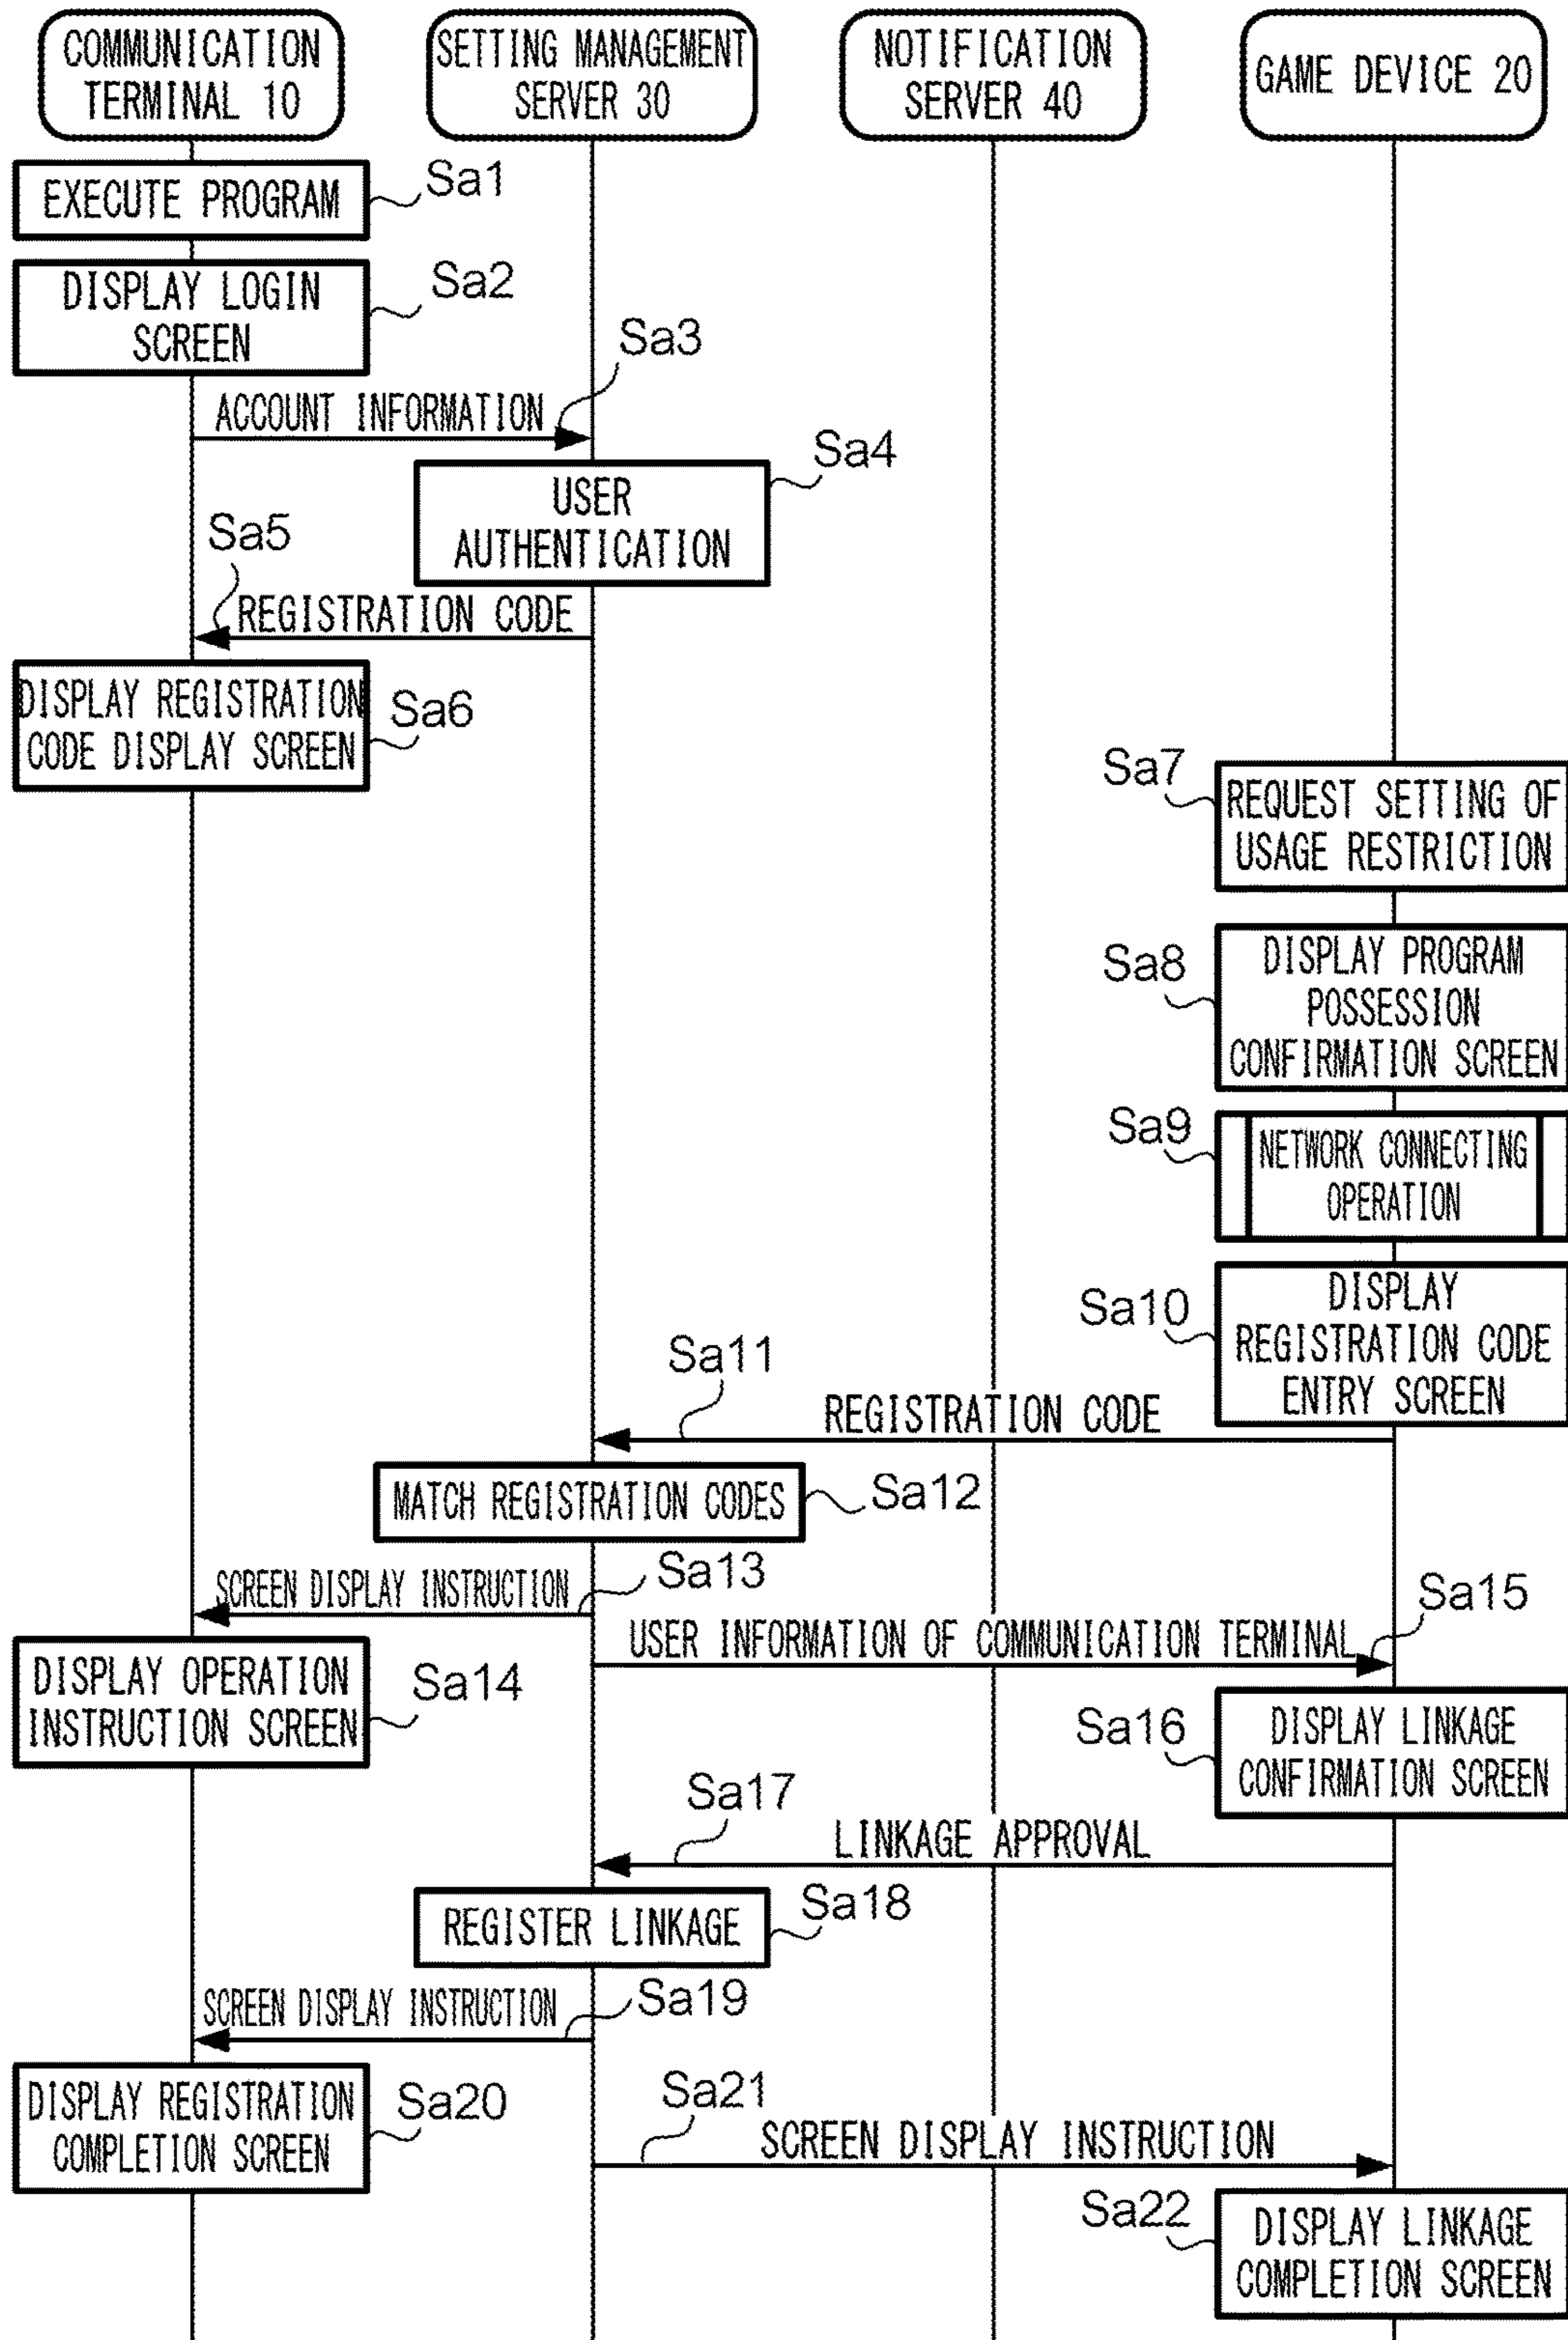 COMMUNICATION
TERMINAL 10
SETTING MANAGEMENT
SERVER 30
NOTIFICATION
SERVER 40
GAME DEVICE 20
EXECUTE PROGRAM
Sa1
DISPLAY LOGIN
SCREEN
Sa2
Sa3
ACCOUNT INFORMATION
Sa4
USER
AUTHENTICATION
Sa5
REGISTRATION CODE
DISPLAY REGISTRATION
CODE DISPLAY SCREEN
Sa6
Sa7
REQUEST SETTING OF
USAGE RESTRICTION
Sa8
DISPLAY PROGRAM
POSSESSION
CONFIRMATION SCREEN
Sa9
NETWORK CONNECTING
OPERATION
Sa10
DISPLAY
REGISTRATION CODE
ENTRY SCREEN
Sa11
REGISTRATION CODE
MATCH REGISTRATION CODES
Sa12
SCREEN DISPLAY INSTRUCTION
Sa13
Sa15
USER INFORMATION OF COMMUNICATION TERMINAL
DISPLAY OPERATION
INSTRUCTION SCREEN
Sa14
Sa16
DISPLAY LINKAGE
CONFIRMATION SCREEN
Sa17
LINKAGE APPROVAL
REGISTER LINKAGE
Sa18
SCREEN DISPLAY INSTRUCTION
Sa19
DISPLAY REGISTRATION
COMPLETION SCREEN
Sa20
Sa21
SCREEN DISPLAY INSTRUCTION
Sa22
DISPLAY LINKAGE
COMPLETION SCREEN